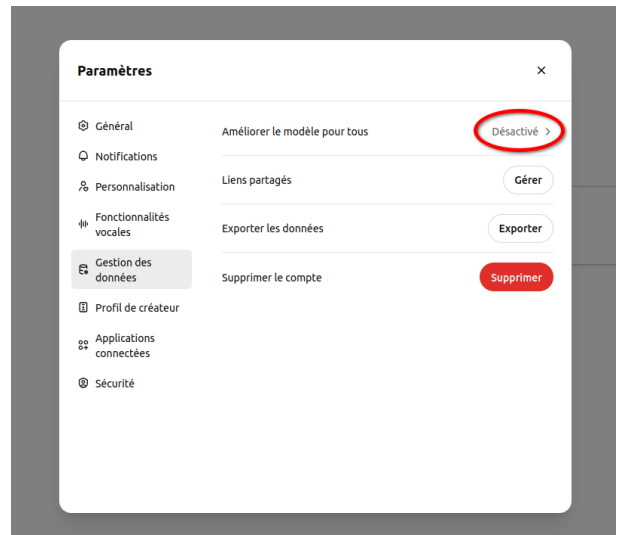 Paramètres
Général
Notifications
Personnalisation
Fonctionnalités
vocales
Gestion des
données
Profil de créateur
Applications
connectées
Sécurité
Améliorer le modèle pour tous Désactivé
Liens partagés Gérer
Exporter les données Exporter
Supprimer le compte Supprimer